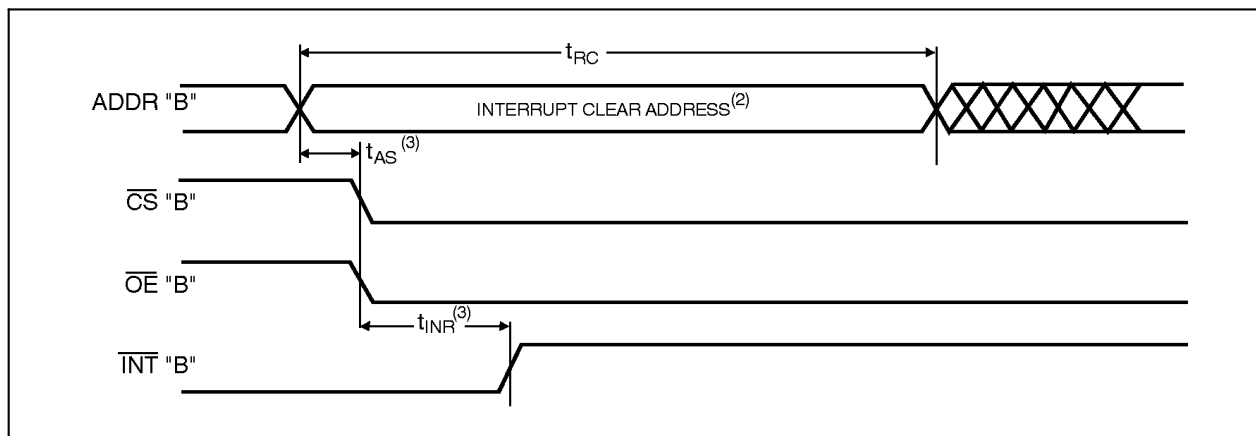 tRC
ADDR "B"
INTERRUPT CLEAR ADDRESS(2)
tAS (3)
CS "B"
OE "B"
tINR(3)
INT "B"